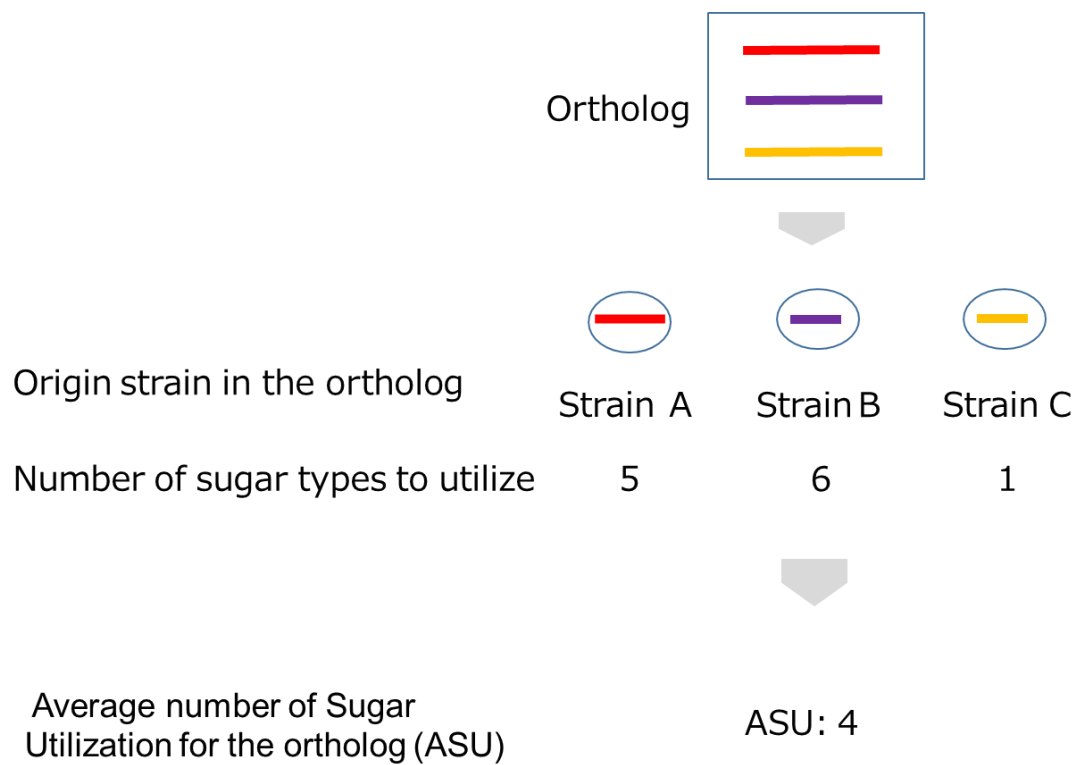 Ortholog
Origin strain in the ortholog
Strain A
Strain B
Strain C
Number of sugar types to utilize
5
6
1
Average number of Sugar
Utilization for the ortholog (ASU)
ASU: 4